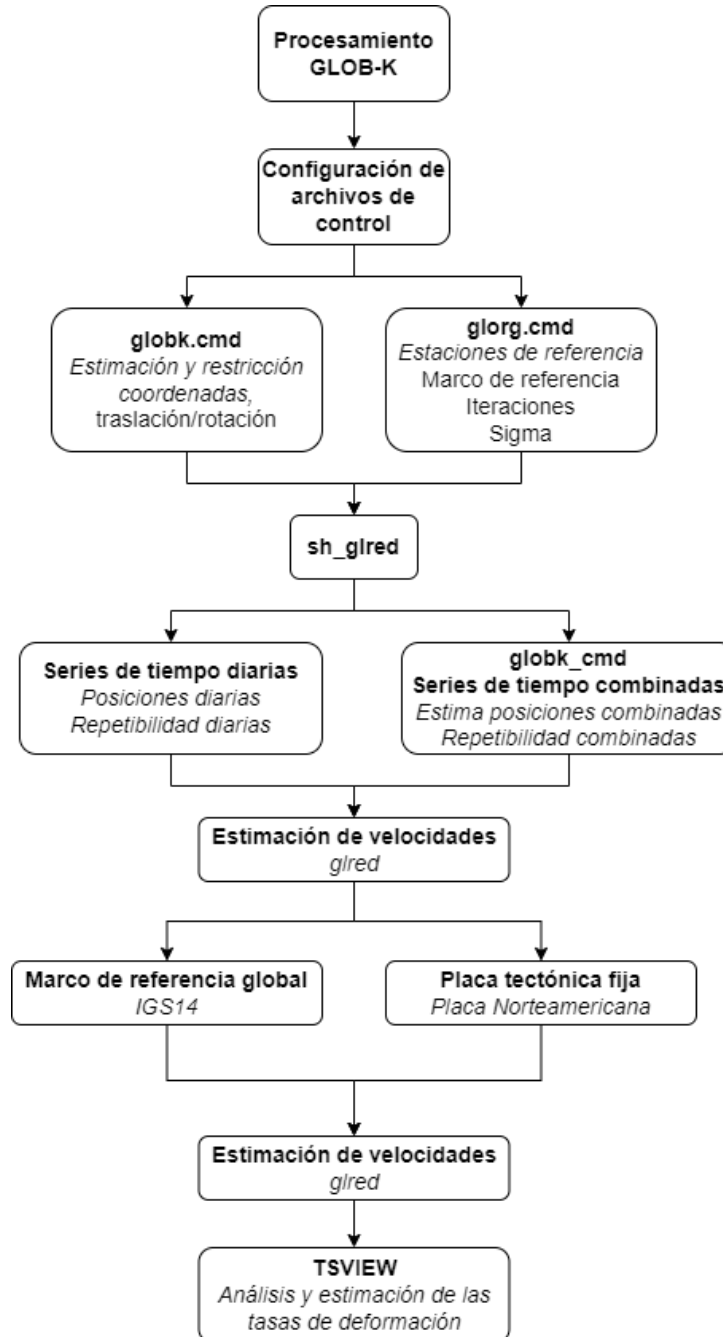 Procesamiento
GLOB-K
Configuración de
archivos de
control
globk.cmd
Estimación y restricción
coordenadas,
traslación/rotación
glorg.cmd
Estaciones de referencia
Marco de referencia
Iteraciones
Sigma
sh_glred
Series de tiempo diarias
Posiciones diarias
Repetibilidad diarias
globk_cmd
Series de tiempo combinadas
Estima posiciones combinadas
Repetibilidad combinadas
Estimación de velocidades
glred
Marco de referencia global
IGS14
Placa tectónica fija
Placa Norteamericana
Estimación de velocidades
glred
TSVIEW
Análisis y estimación de las
tasas de deformación